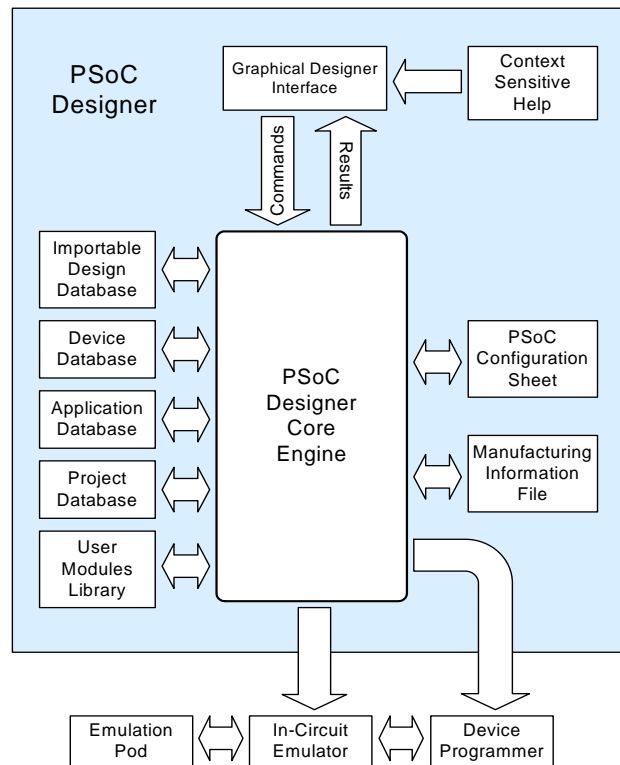 PSoC
Designer
Graphical Designer
Interface
Context
Sensitive
Help
Commands
Results
Importable
Design
Database
Device
Database
Application
Database
Project
Database
User
Modules
Library
PSoC
Designer
Core
Engine
PSoC
Configuration
Sheet
Manufacturing
Information
File
Emulation
Pod
In-Circuit
Emulator
Device
Programmer